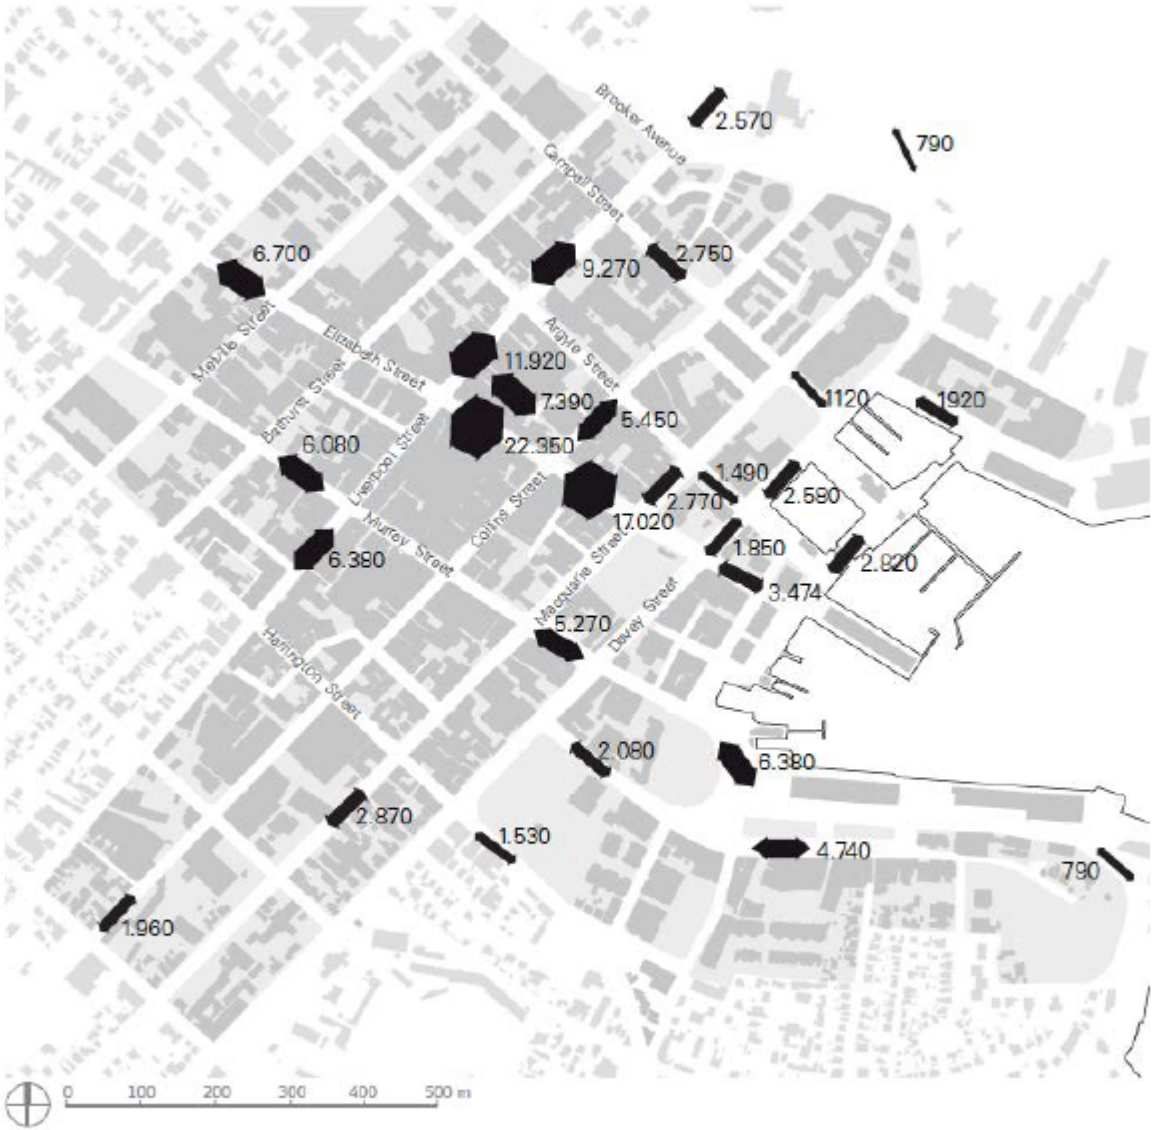 Brooker Avenue
2.570
790
Campbell Street
6.700
9.270
2.750
Melville Street
Elizabeth Street
Argyle Street
11.920
7.390
1120
1920
Bathurst Street
5.450
22.350
6.080
Liverpool Street
1.490
2.770
2.590
Collins Street
17.020
Murray Street
1.850
2.820
6.380
3.474
Macquarie Street
5.270
Davey Street
Harrington Street
2.080
6.380
2.870
1.530
4.740
790
1.960
0 100 200 300 400 500 m